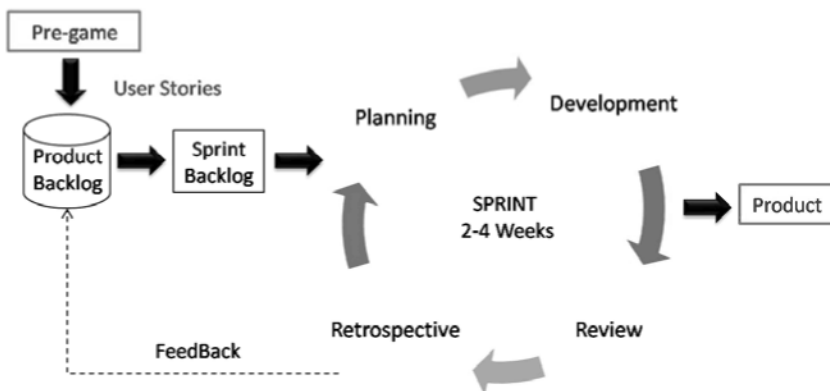 Pre-game
User Stories
Product
Backlog
Sprint
Backlog
Planning
Development
SPRINT
2-4 Weeks
Product
Retrospective
Review
FeedBack